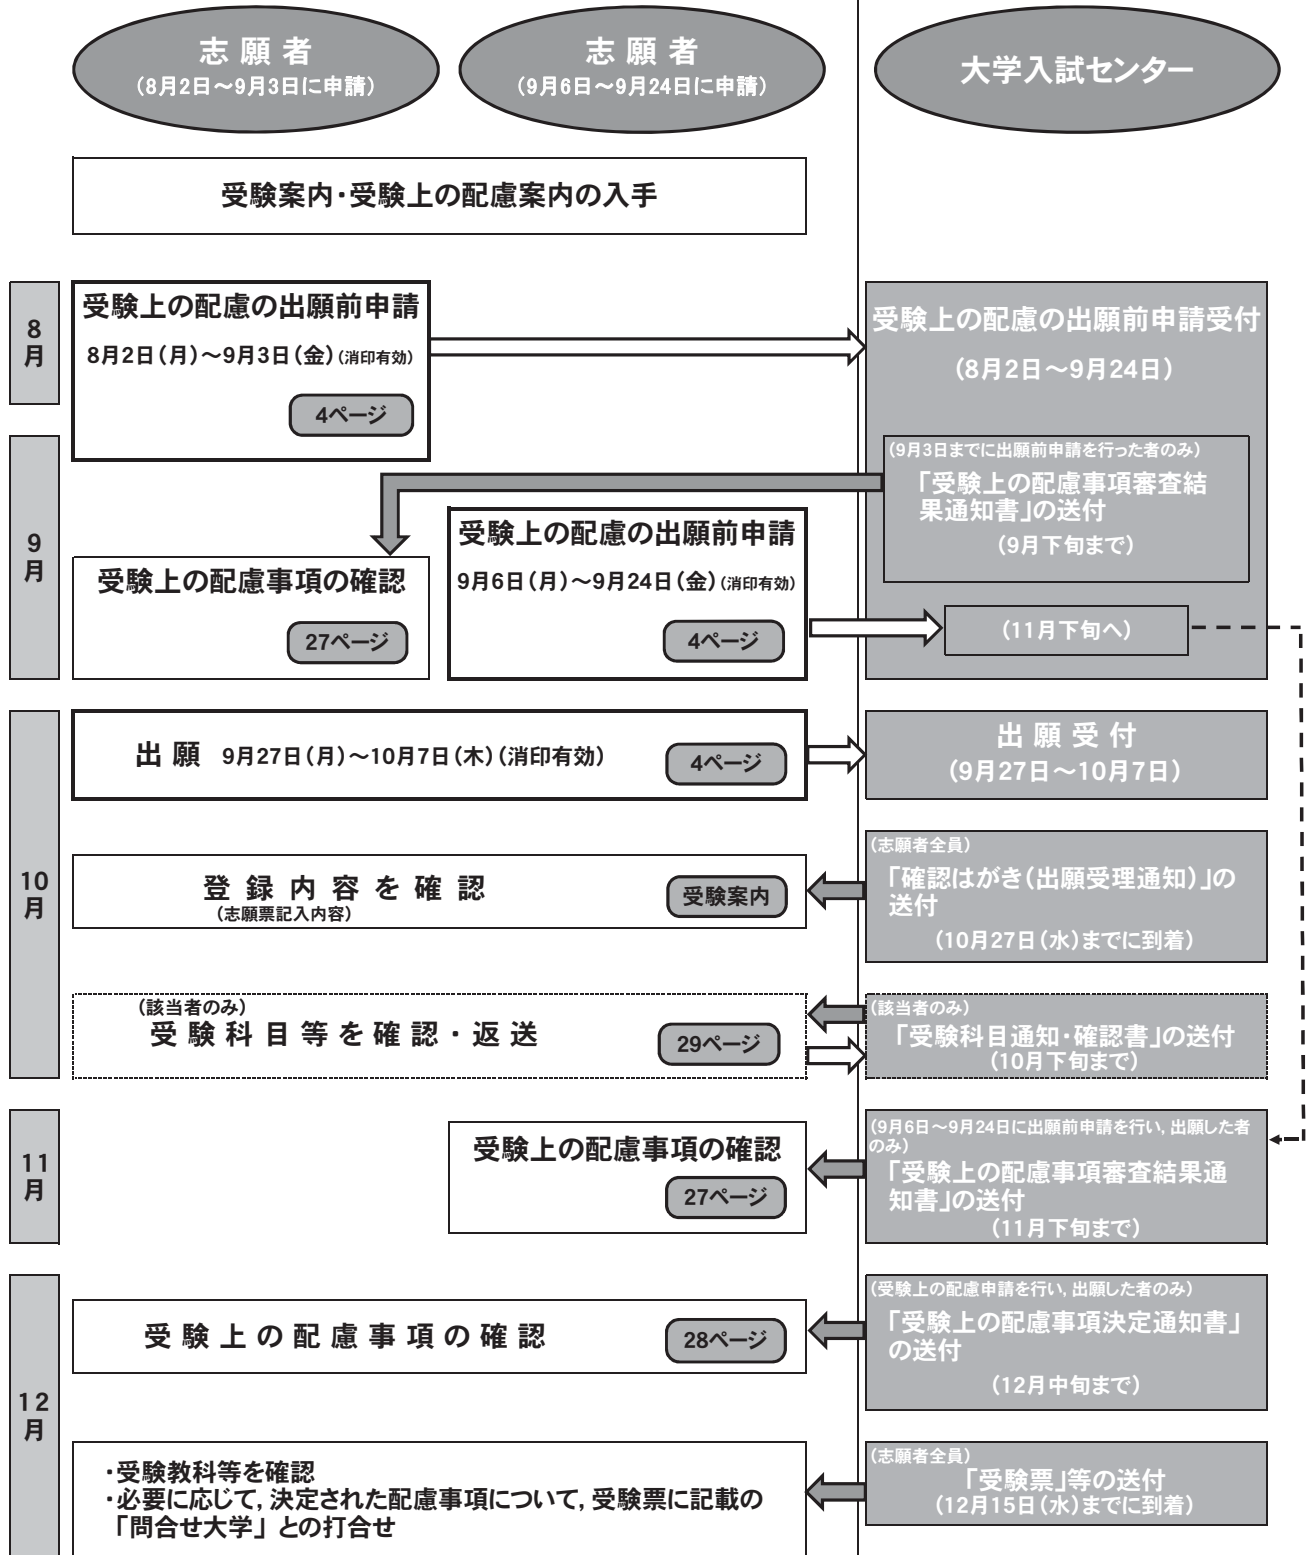 志願者
（8月2日～9月3日に申請）
志願者
（9月6日～9月24日に申請）
大学入試センター
受験案内・受験上の配慮案内の入手
8月
受験上の配慮の出願前申請
8月2日（月）～9月3日（金）（消印有効）
4ページ
受験上の配慮の出願前申請受付
（8月2日～9月24日）
9月
（9月3日までに出願前申請を行った者のみ）
「受験上の配慮事項審査結
果通知書」の送付
（9月下旬まで）
受験上の配慮の出願前申請
9月6日（月）～9月24日（金）（消印有効）
4ページ
受験上の配慮事項の確認
27ページ
（11月下旬へ）
10月
出願 9月27日（月）～10月7日（木）（消印有効）
4ページ
出願受付
（9月27日～10月7日）
登録内容を確認
（志願票記入内容）
受験案内
（志願者全員）
「確認はがき（出願受理通知）」の
送付
（10月27日（水）までに到着）
（該当者のみ）
受験科目等を確認・返送
29ページ
（該当者のみ）
「受験科目通知・確認書」の送付
（10月下旬まで）
11月
受験上の配慮事項の確認
27ページ
（9月6日～9月24日に出願前申請を行い，出願した者
のみ）
「受験上の配慮事項審査結果通
知書」の送付
（11月下旬まで）
12月
受験上の配慮事項の確認
28ページ
（受験上の配慮申請を行い，出願した者のみ）
「受験上の配慮事項決定通知書」
の送付
（12月中旬まで）
・受験教科等を確認
・必要に応じて，決定された配慮事項について，受験票に記載の
「問合せ大学」との打合せ
（志願者全員）
「受験票」等の送付
（12月15日（水）までに到着）